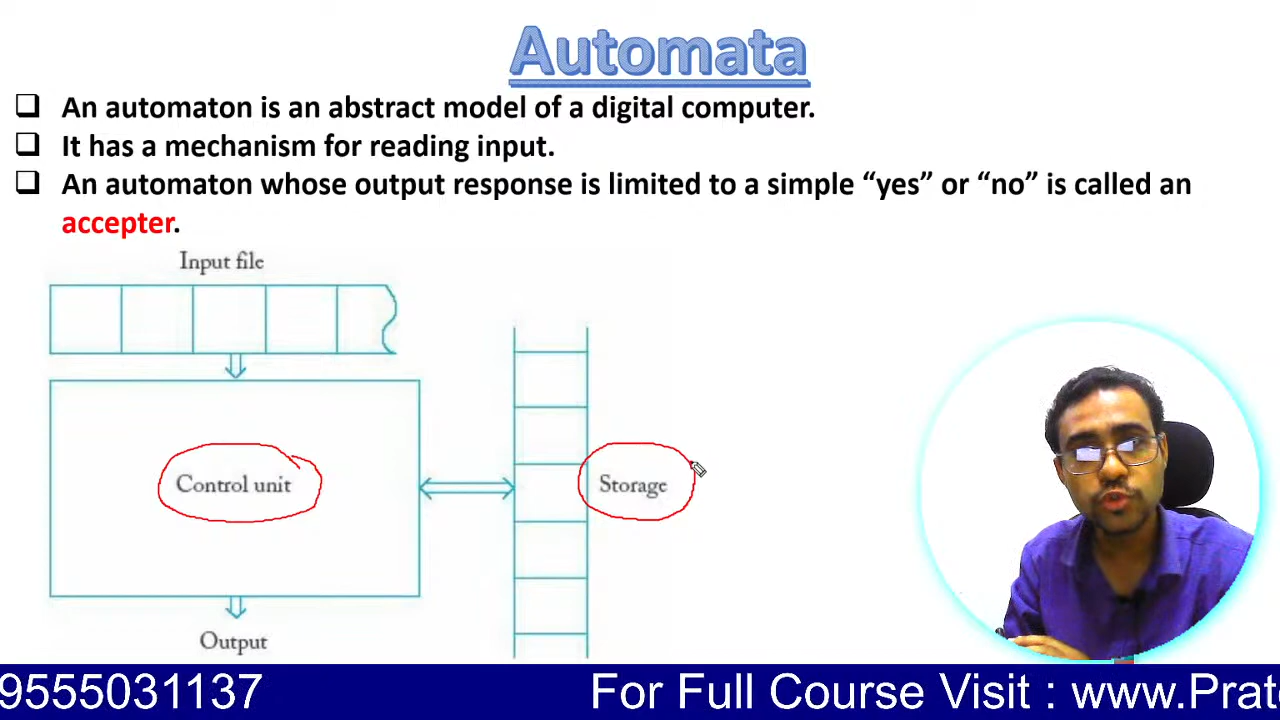 Automata
An automaton is an abstract model of a digital computer.
It has a mechanism for reading input.
An automaton whose output response is limited to a simple “yes” or “no” is called an
accepter.
Input file
Control unit
Storage
Output
9555031137 For Full Course Visit : www.Prate